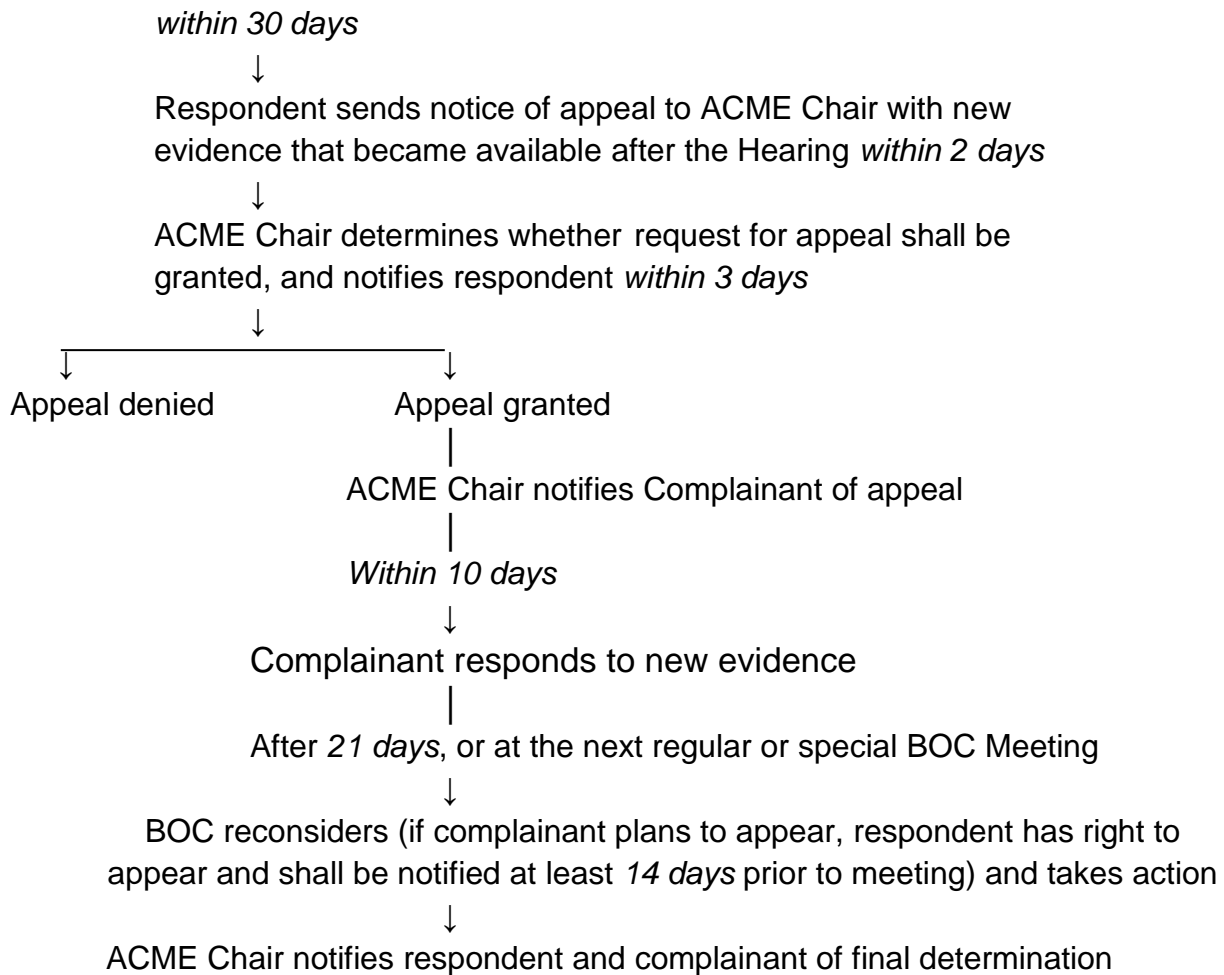 within 30 days
↓
Respondent sends notice of appeal to ACME Chair with new
evidence that became available after the Hearing within 2 days
↓
ACME Chair determines whether request for appeal shall be
granted, and notifies respondent within 3 days
↓
↓ ↓
Appeal denied Appeal granted
|
ACME Chair notifies Complainant of appeal
|
Within 10 days
↓
Complainant responds to new evidence
|
After 21 days, or at the next regular or special BOC Meeting
↓
BOC reconsiders (if complainant plans to appear, respondent has right to
appear and shall be notified at least 14 days prior to meeting) and takes action
↓
ACME Chair notifies respondent and complainant of final determination